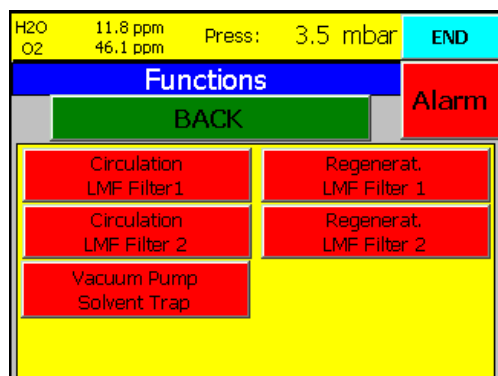 H2O 11.8 ppm Press: 3.5 mbar END
O2 46.1 ppm
Functions
Alarm
BACK
Circulation
LMF Filter1
Regenerat.
LMF Filter 1
Circulation
LMF Filter 2
Regenerat.
LMF Filter 2
Vacuum Pump
Solvent Trap